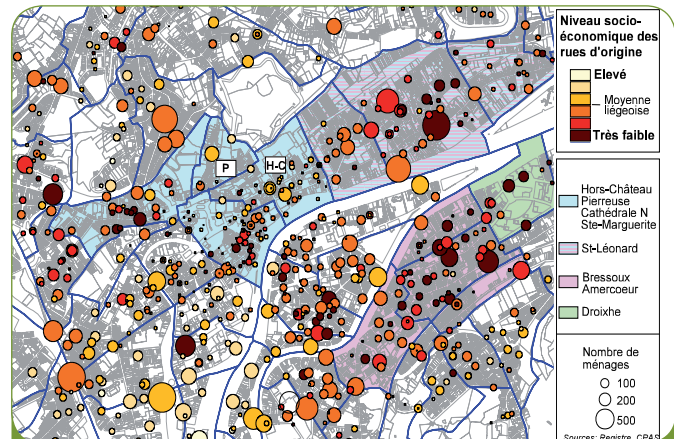 Niveau socio-
économique des
rues d'origine
Elevé
Moyenne
liégeoise
Très faible
P
H-C
Hors-Château
Pierreuse
Cathédrale N
Ste-Marguerite
St-Léonard
Bressoux
Amercoeur
Droixhe
Nombre de
ménages
100
200
500
Sources: Registre, CPAS